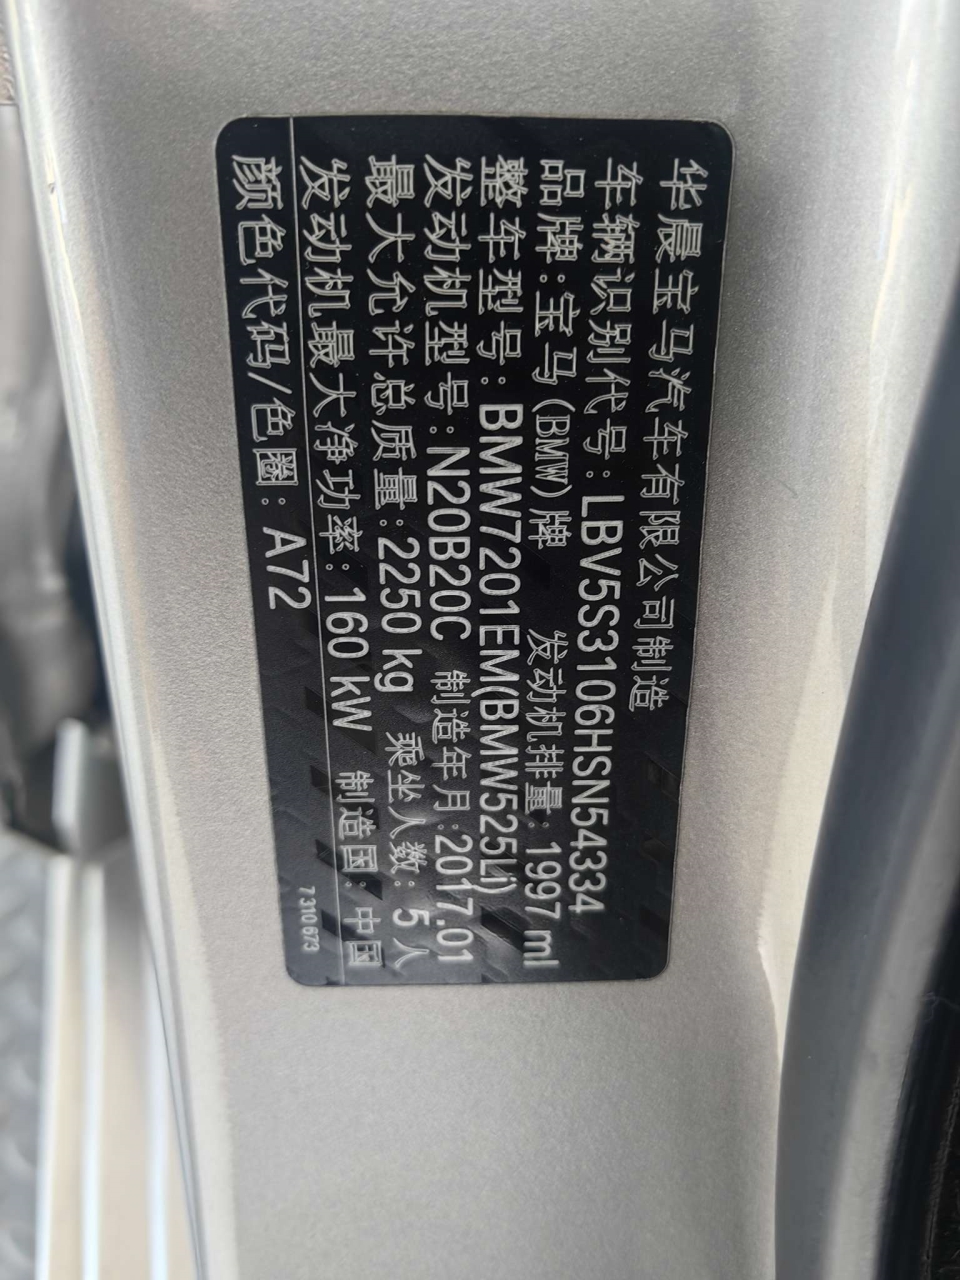 华晨宝马汽车有限公司制造
车辆识别代号:LBV5S3106HSN54334
品牌:宝马(BMW)牌 发动机排量:1997 ml
整车型号:BMW7201EM(BMW525Li)
发动机型号:N20B20C 制造年月:2017.01
最大允许总质量:2250 kg 乘坐人数:5人
发动机最大净功率:160 kW 制造国:中国
颜色代码/色圈:A72 7 310 673